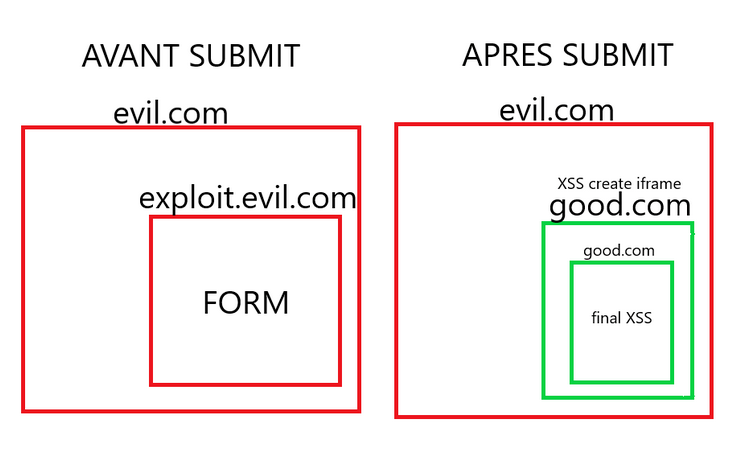 AVANT SUBMIT
evil.com
exploit.evil.com
FORM
APRES SUBMIT
evil.com
XSS create iframe
good.com
good.com
final XSS